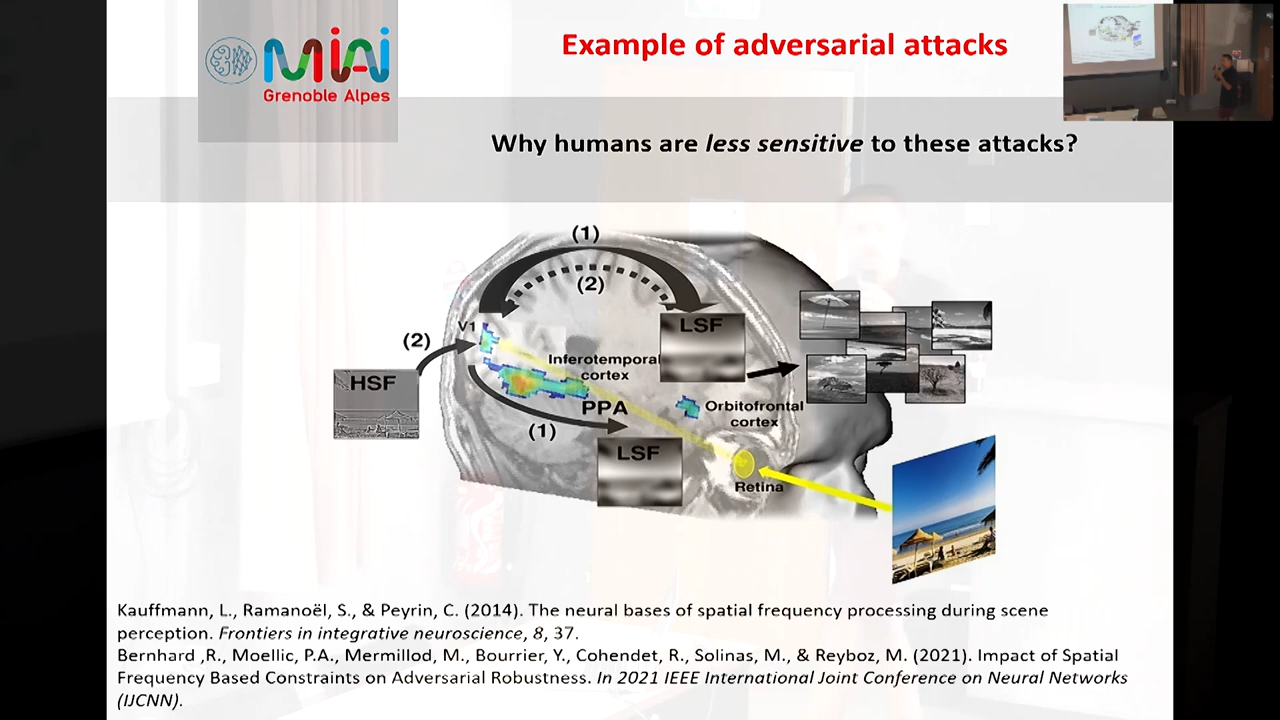 MiAi
Grenoble Alpes
Example of adversarial attacks
Why humans are less sensitive to these attacks?
(1)
(2)
V1
(2)
LSF
HSF
Inferotemporal
cortex
PPA
Orbitofrontal
cortex
(1)
LSF
Retina
Kauffmann, L., Ramanoël, S., & Peyrin, C. (2014). The neural bases of spatial frequency processing during scene
perception. Frontiers in integrative neuroscience, 8, 37.
Bernhard ,R., Moellic, P.A., Mermillod, M., Bourrier, Y., Cohendet, R., Solinas, M., & Reyboz, M. (2021). Impact of Spatial
Frequency Based Constraints on Adversarial Robustness. In 2021 IEEE International Joint Conference on Neural Networks
(IJCNN).